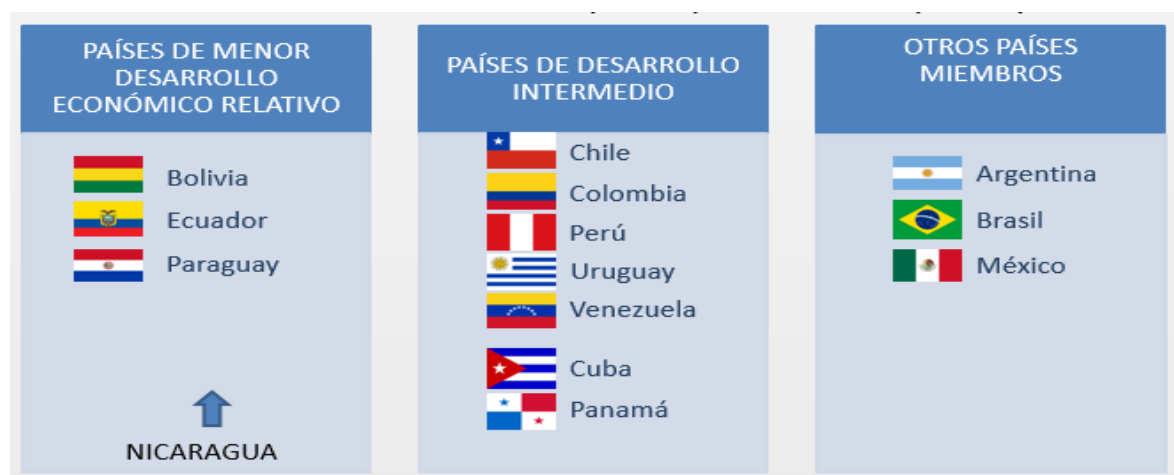 PAÍSES DE MENOR
DESARROLLO
ECONÓMICO RELATIVO
Bolivia
Ecuador
Paraguay
NICARAGUA
PAÍSES DE DESARROLLO
INTERMEDIO
Chile
Colombia
Perú
Uruguay
Venezuela
Cuba
Panamá
OTROS PAÍSES
MIEMBROS
Argentina
Brasil
México